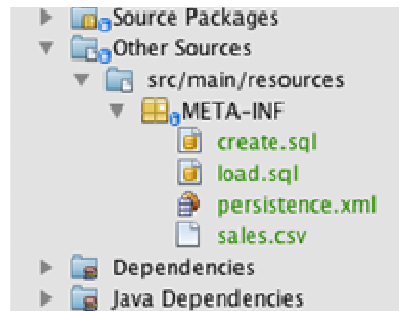 Source Packages
Other Sources
src/main/resources
META-INF
create.sql
load.sql
persistence.xml
sales.csv
Dependencies
Java Dependencies